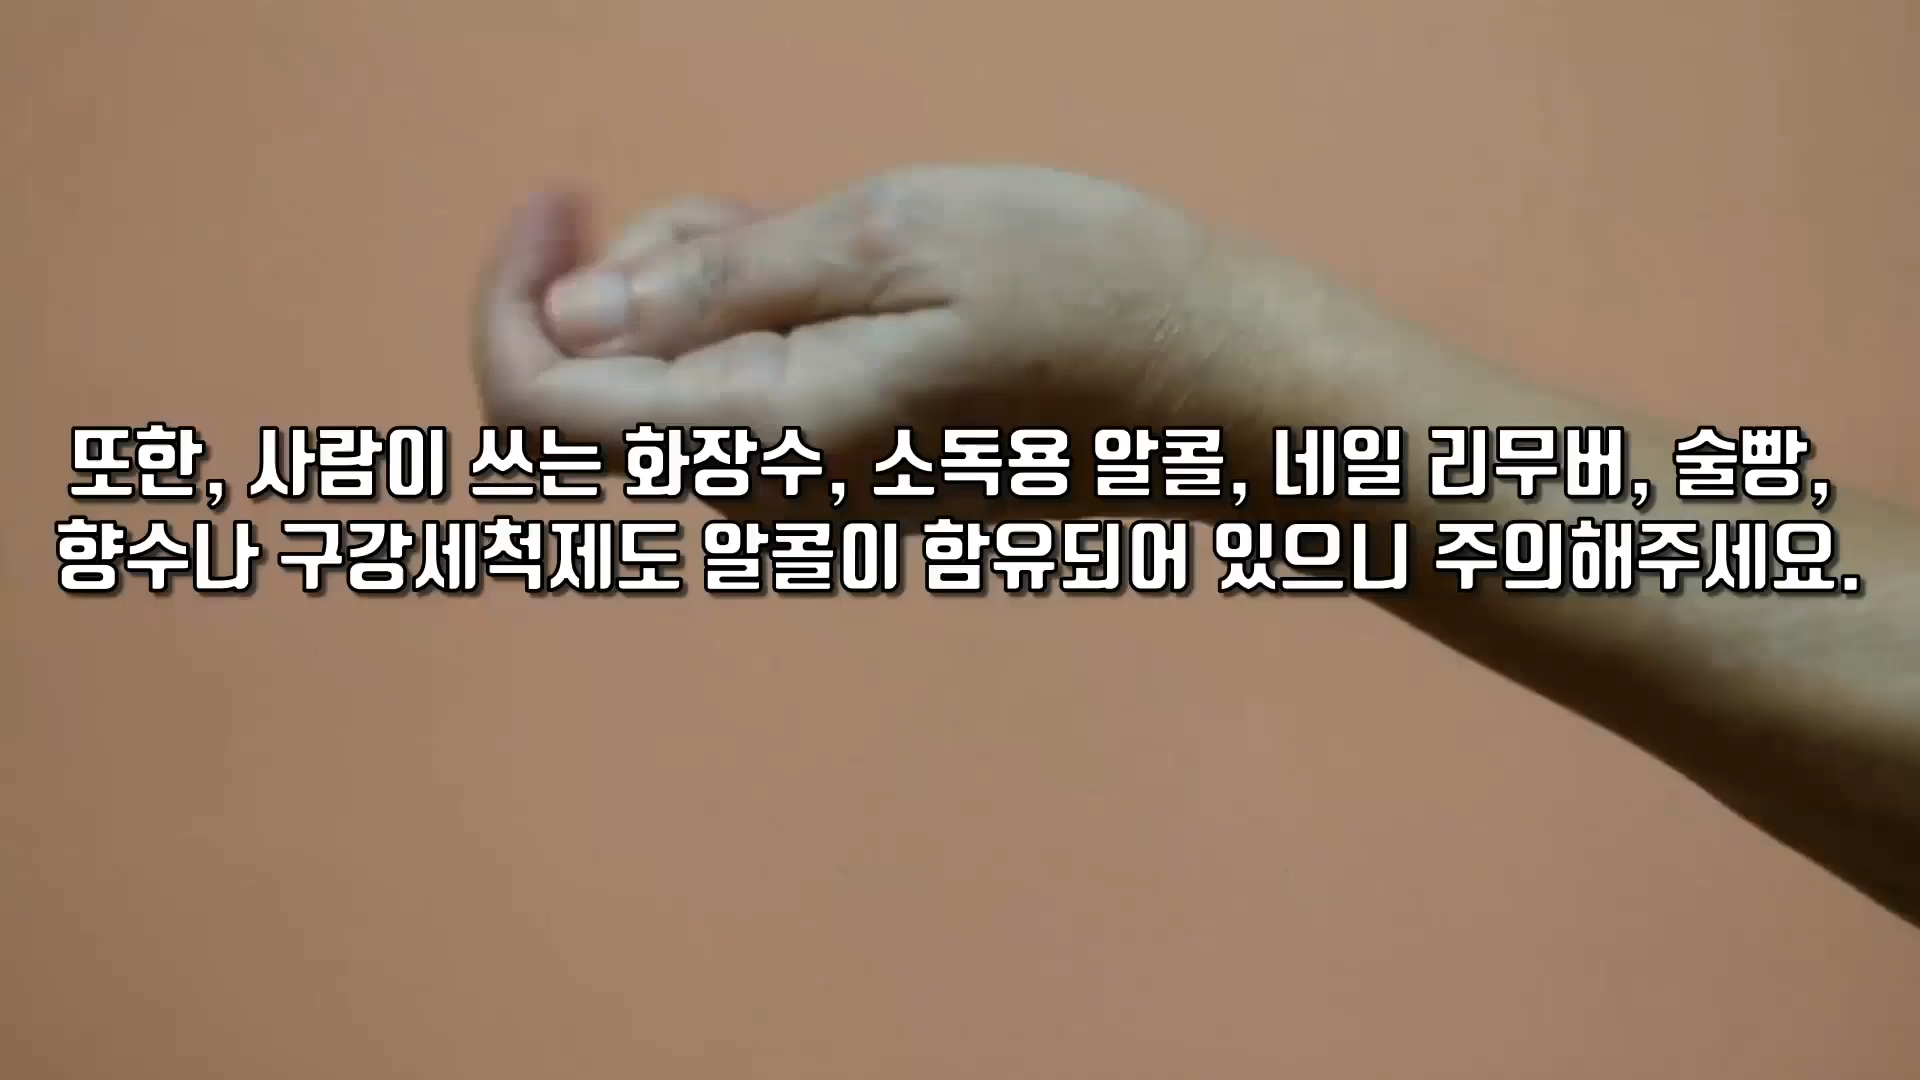 또한, 사람이 쓰는 화장수, 소독용 알콜, 네일 리무버, 술빵,
향수나 구강세척제도 알콜이 함유되어 있으니 주의해주세요.